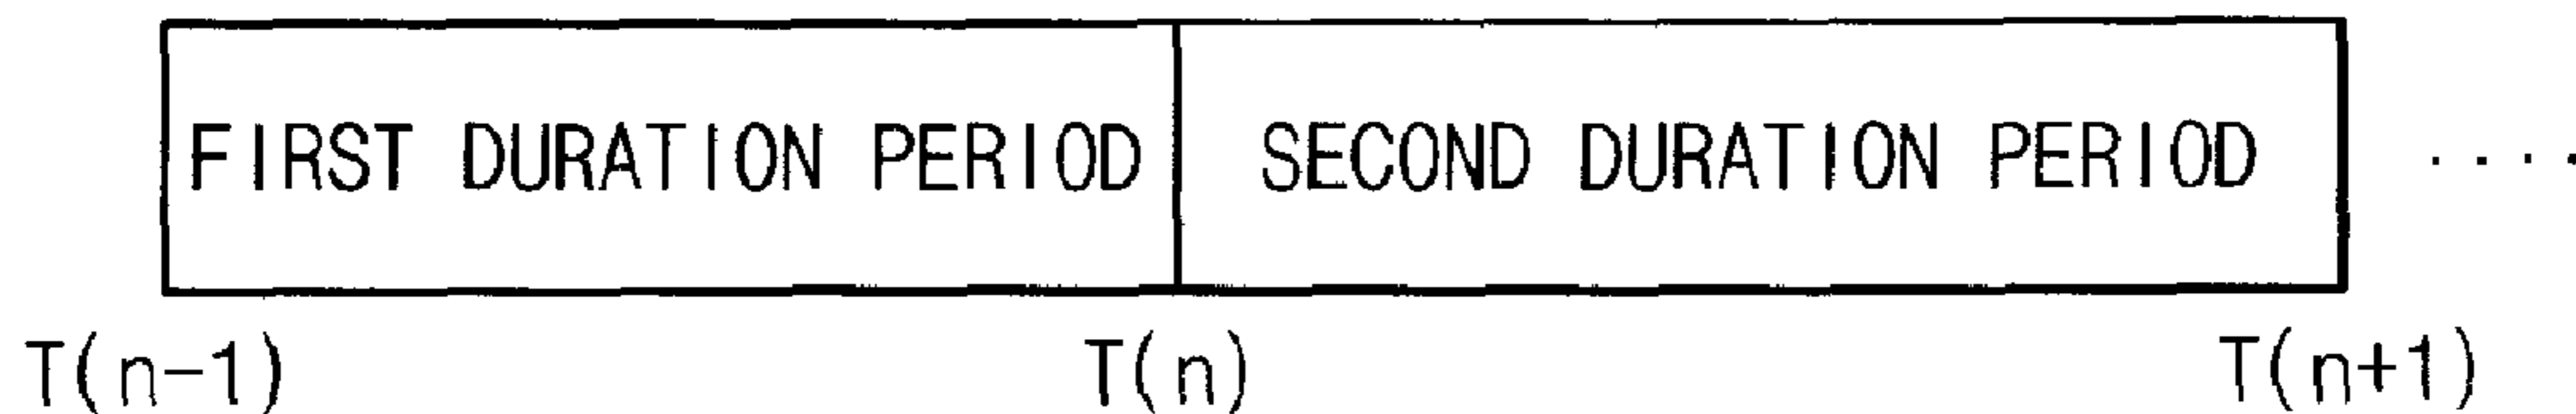 FIRST DURATION PERIOD SECOND DURATION PERIOD ....
T(n-1) T(n) T(n+1)